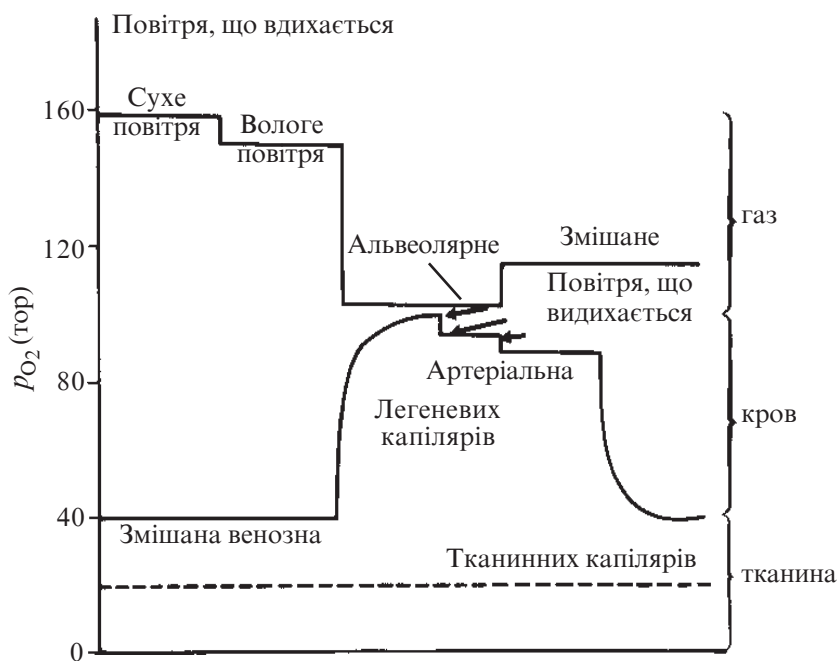 Повітря, що вдихається
Сухе
повітря
Вологе
повітря
160
газ
Альвеолярне
Змішане
120
Повітря, що
видихається
pO2 (тор)
Артеріальна
80
Легеневих
капілярів
кров
40
Змішана венозна
Тканинних капілярів
тканина
0